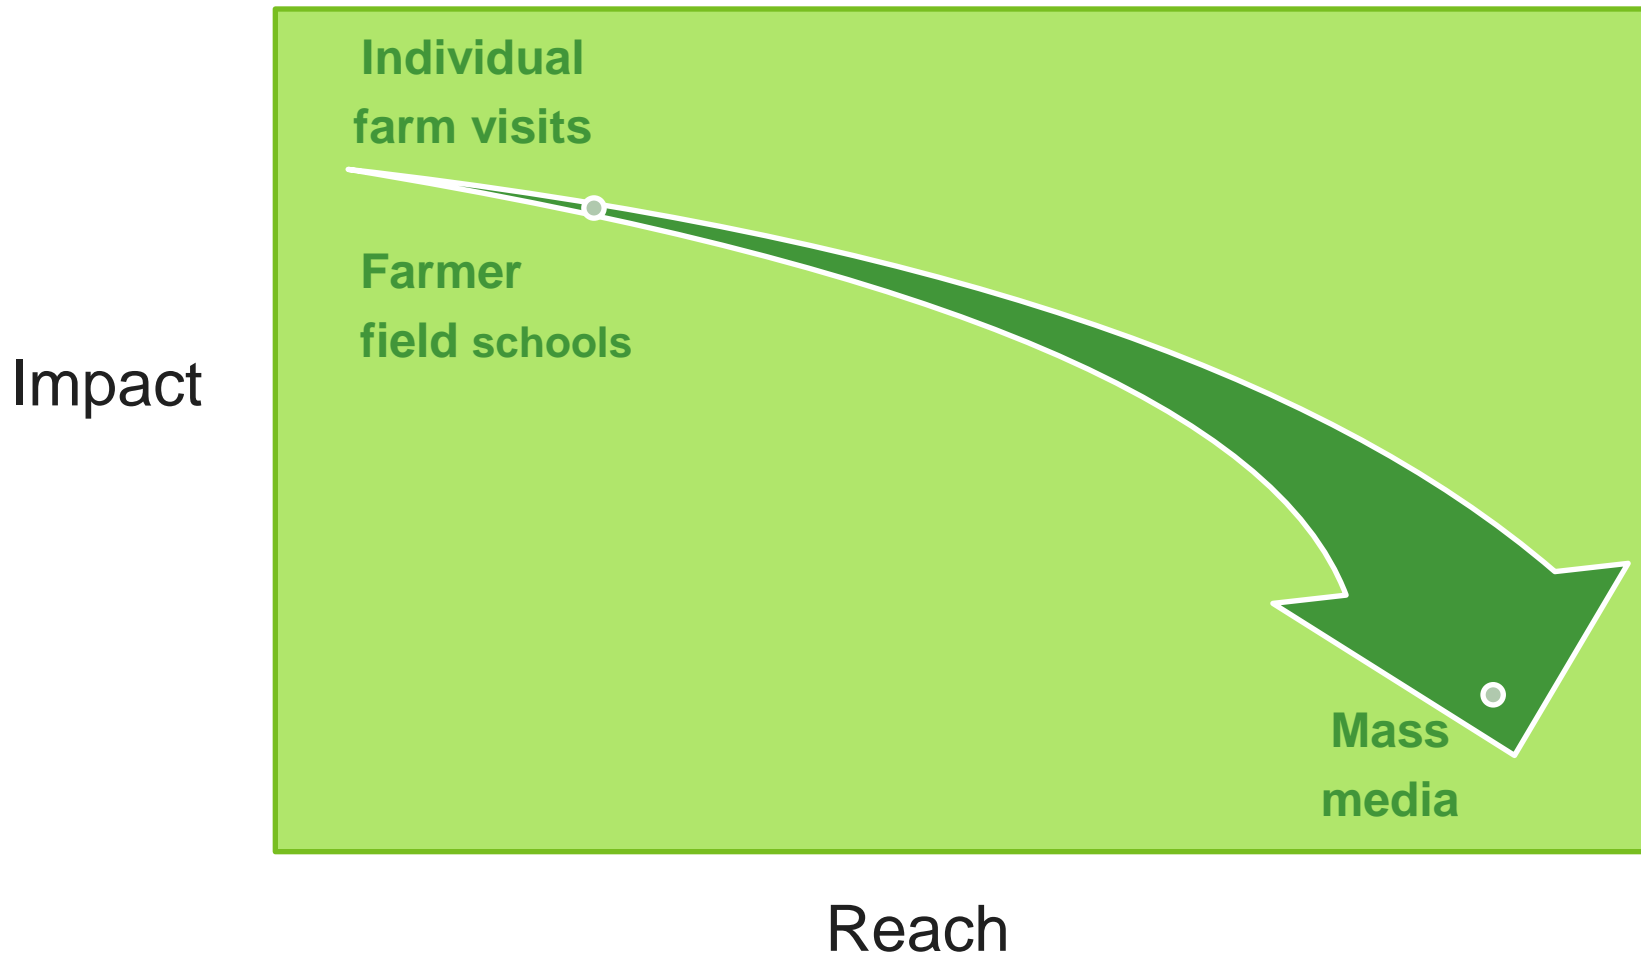 Individual
farm visits
Farmer
field schools
Impact
Mass
media
Reach